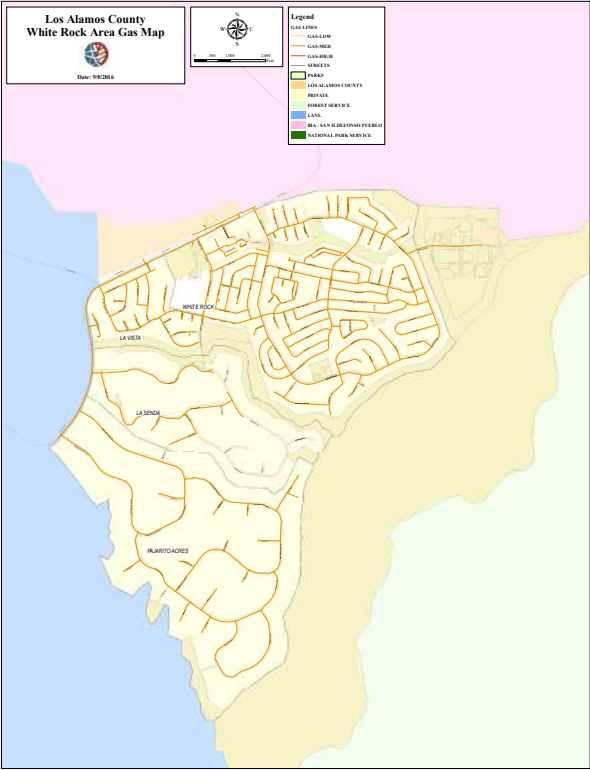 Los Alamos County
White Rock Area Gas Map
Date: 9/8/2016
N
W
E
S
0 500 1,000 2,000
Feet
Legend
GAS LINES
GAS-LOW
GAS-MED
GAS-HIGH
STREETS
PARKS
LOS ALAMOS COUNTY
PRIVATE
FOREST SERVICE
LANL
BIA - SAN ILDEFONSO PUEBLO
NATIONAL PARK SERVICE
WHITE ROCK
LA VISTA
LA SENDA
PAJARITO ACRES